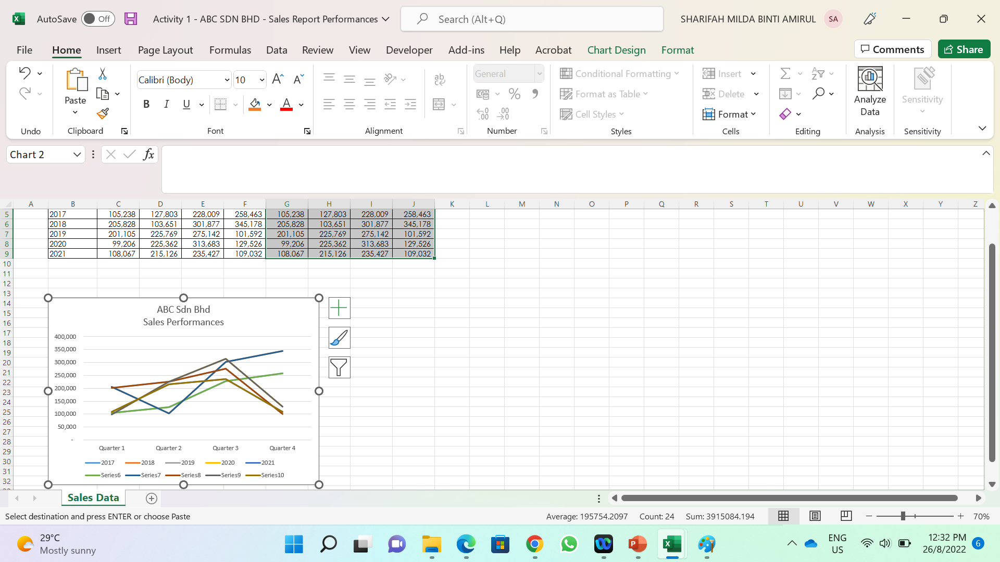 AutoSave Off Activity 1 - ABC SDN BHD - Sales Report Performances Search (Alt+Q) SHARIFAH MILDA BINTI AMIRUL SA
File Home Insert Page Layout Formulas Data Review View Developer Add-ins Help Acrobat Chart Design Format Comments Share
Calibri (Body) 10 A A ab c General Conditional Formatting Insert
Paste B I U A % Format as Table Delete Analyze Data Sensitivity
Cell Styles Format
Undo Clipboard Font Alignment Number Styles Cells Editing Analysis Sensitivity
Chart 2 fx
A B C D E F G H I J K L M N O P Q R S T U V W X Y Z
5 2017 105,238 127,803 228,009 258,463 105,238 127,803 228,009 258,463
6 2018 205,828 103,651 301,877 345,178 205,828 103,651 301,877 345,178
7 2019 201,105 225,769 275,142 101,592 201,105 225,769 275,142 101,592
8 2020 99,206 225,362 313,683 129,526 99,206 225,362 313,683 129,526
9 2021 108,067 215,126 235,427 109,032 108,067 215,126 235,427 109,032
10
11
12
13
14
15
16
17
18
19
20
21
22
23
24
25
26
27
28
29
30
31
32
ABC Sdn Bhd
Sales Performances
400,000
350,000
300,000
250,000
200,000
150,000
100,000
50,000
-
Quarter 1 Quarter 2 Quarter 3 Quarter 4
2017 2018 2019 2020 2021
Series6 Series7 Series8 Series9 Series10
Sales Data
Select destination and press ENTER or choose Paste Average: 195754.2097 Count: 24 Sum: 3915084.194 70%
29°C
Mostly sunny
ENG
US
12:32 PM
26/8/2022
6